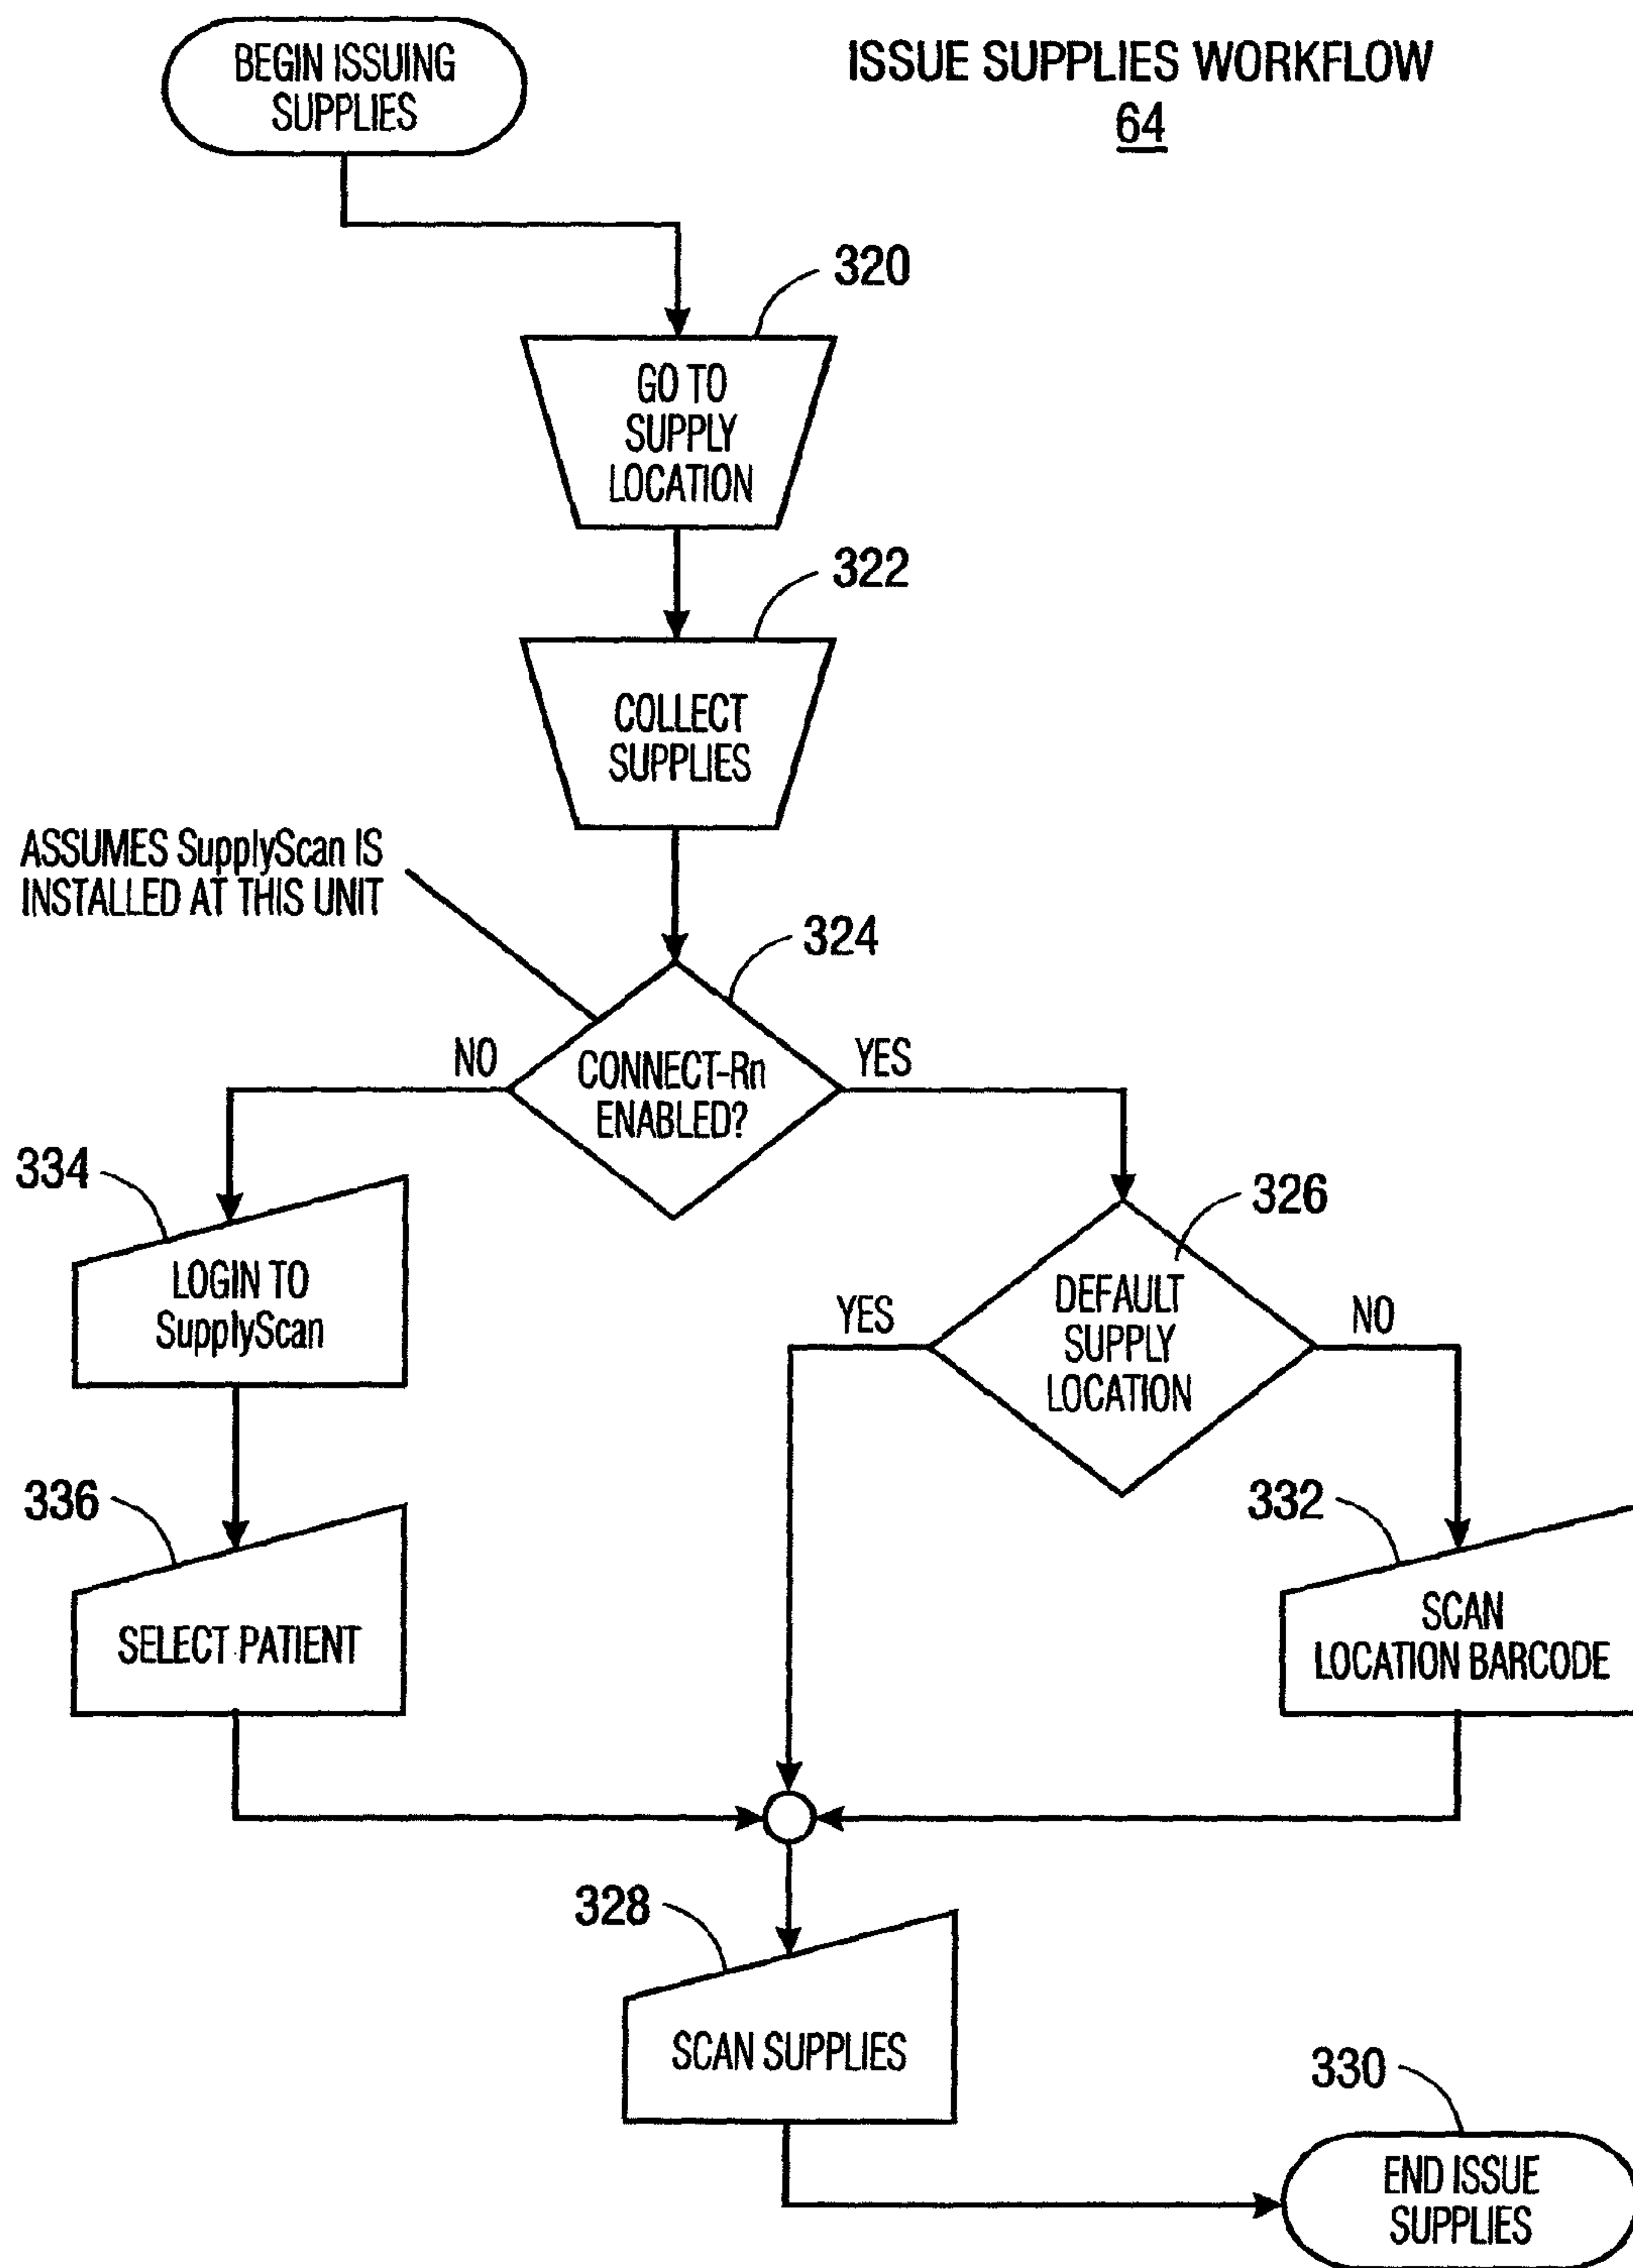 BEGIN ISSUING
SUPPLIES
ISSUE SUPPLIES WORKFLOW
64
320
GO TO
SUPPLY
LOCATION
322
COLLECT
SUPPLIES
ASSUMES SupplyScan IS
INSTALLED AT THIS UNIT
324
NO
CONNECT-Rn
ENABLED?
YES
334
LOGIN TO
SupplyScan
326
YES
DEFAULT
SUPPLY
LOCATION
NO
336
SELECT PATIENT
332
SCAN
LOCATION BARCODE
328
SCAN SUPPLIES
330
END ISSUE
SUPPLIES